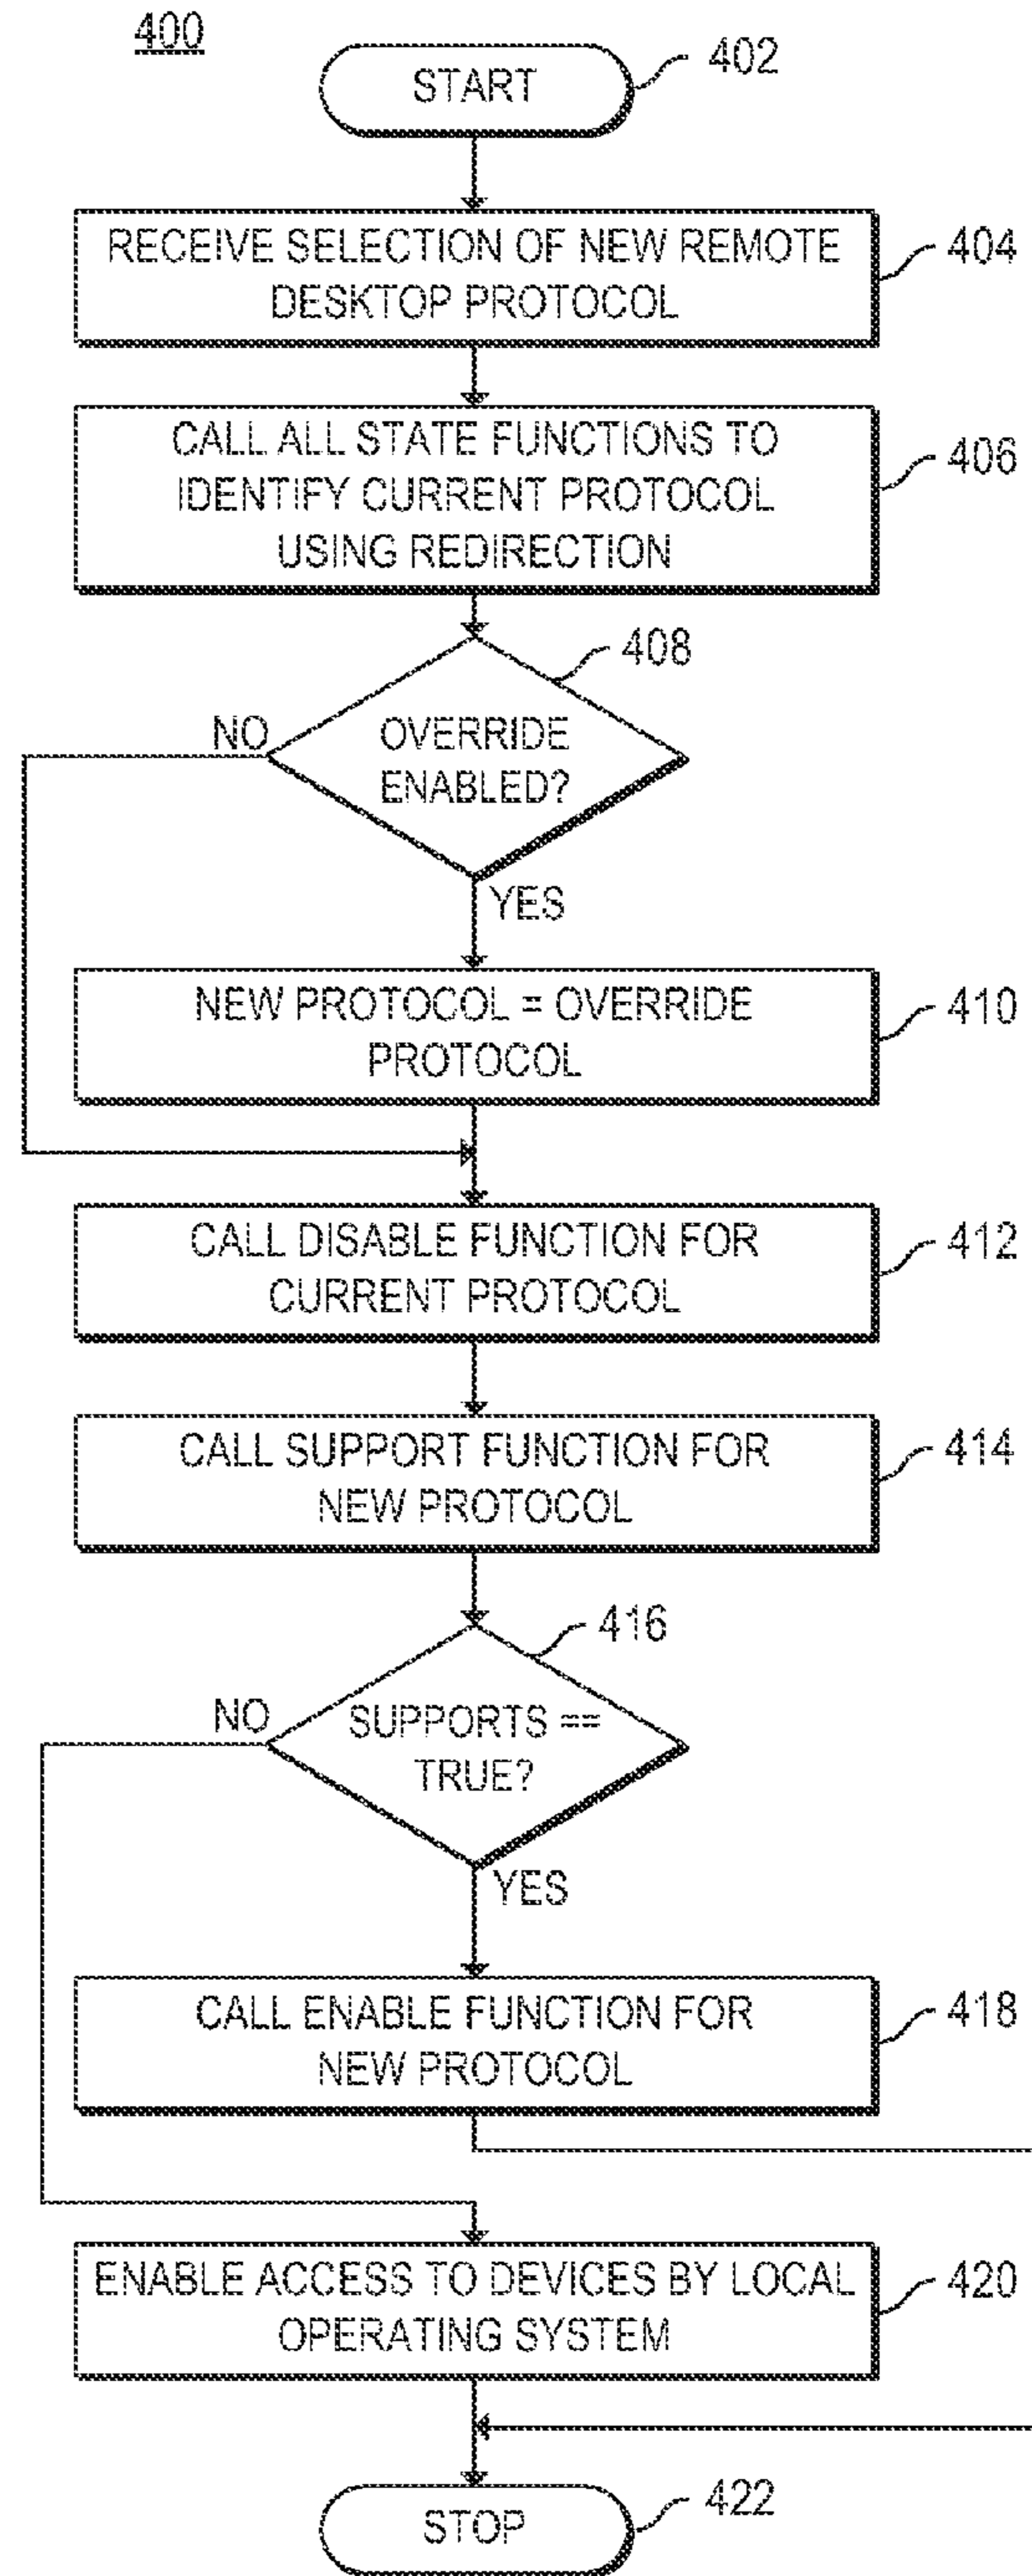 400
START
402
RECEIVE SELECTION OF NEW REMOTE
DESKTOP PROTOCOL
404
CALL ALL STATE FUNCTIONS TO
IDENTIFY CURRENT PROTOCOL
USING REDIRECTION
406
408
NO
OVERRIDE
ENABLED?
YES
NEW PROTOCOL = OVERRIDE
PROTOCOL
410
CALL DISABLE FUNCTION FOR
CURRENT PROTOCOL
412
CALL SUPPORT FUNCTION FOR
NEW PROTOCOL
414
416
NO
SUPPORTS ==
TRUE?
YES
CALL ENABLE FUNCTION FOR
NEW PROTOCOL
418
ENABLE ACCESS TO DEVICES BY LOCAL
OPERATING SYSTEM
420
STOP
422